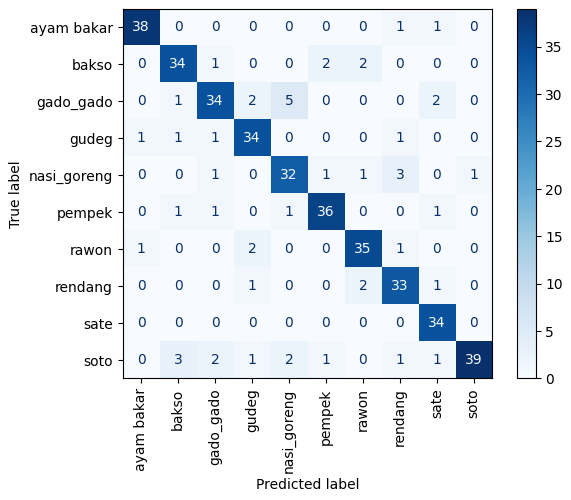 ayam bakar 38 0 0 0 0 0 0 1 1 0
bakso 0 34 1 0 0 2 2 0 0 0
gado_gado 0 1 34 2 5 0 0 0 2 0
gudeg 1 1 1 34 0 0 0 1 0 0
nasi_goreng 0 0 1 0 32 1 1 3 0 1
pempek 0 1 1 0 1 36 0 0 1 0
rawon 1 0 0 2 0 0 35 1 0 0
rendang 0 0 0 1 0 0 2 33 1 0
sate 0 0 0 0 0 0 0 0 34 0
soto 0 3 2 1 2 1 0 1 1 39
True label
ayam bakar bakso gado_gado gudeg nasi_goreng pempek rawon rendang sate soto
Predicted label
35
30
25
20
15
10
5
0